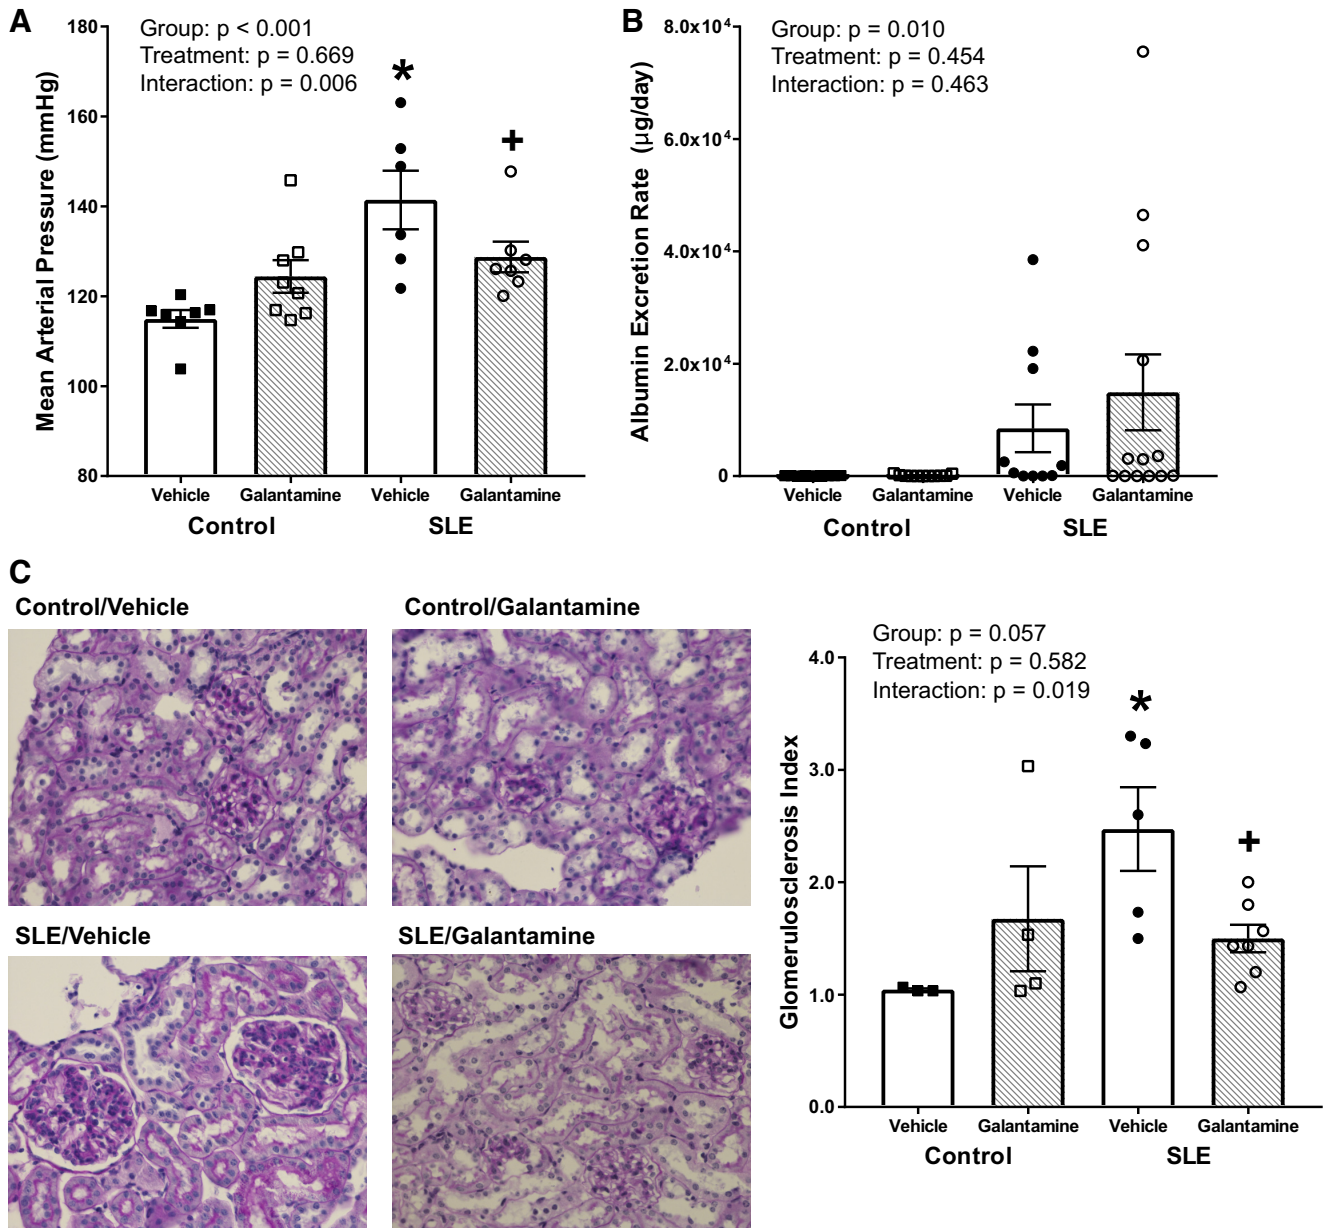 A
Group: p < 0.001
Treatment: p = 0.669
Interaction: p = 0.006
Mean Arterial Pressure (mmHg)
180
160
140
120
100
80
*
+
Vehicle
Galantamine
Vehicle
Galantamine
Control
SLE
B
Group: p = 0.010
Treatment: p = 0.454
Interaction: p = 0.463
Albumin Excretion Rate (μg/day)
8.0x10⁴
6.0x10⁴
4.0x10⁴
2.0x10⁴
0
Vehicle
Galantamine
Vehicle
Galantamine
Control
SLE
C
Control/Vehicle
Control/Galantamine
SLE/Vehicle
SLE/Galantamine
Group: p = 0.057
Treatment: p = 0.582
Interaction: p = 0.019
Glomerulosclerosis Index
4.0
3.0
2.0
1.0
0.0
*
+
Vehicle
Galantamine
Vehicle
Galantamine
Control
SLE